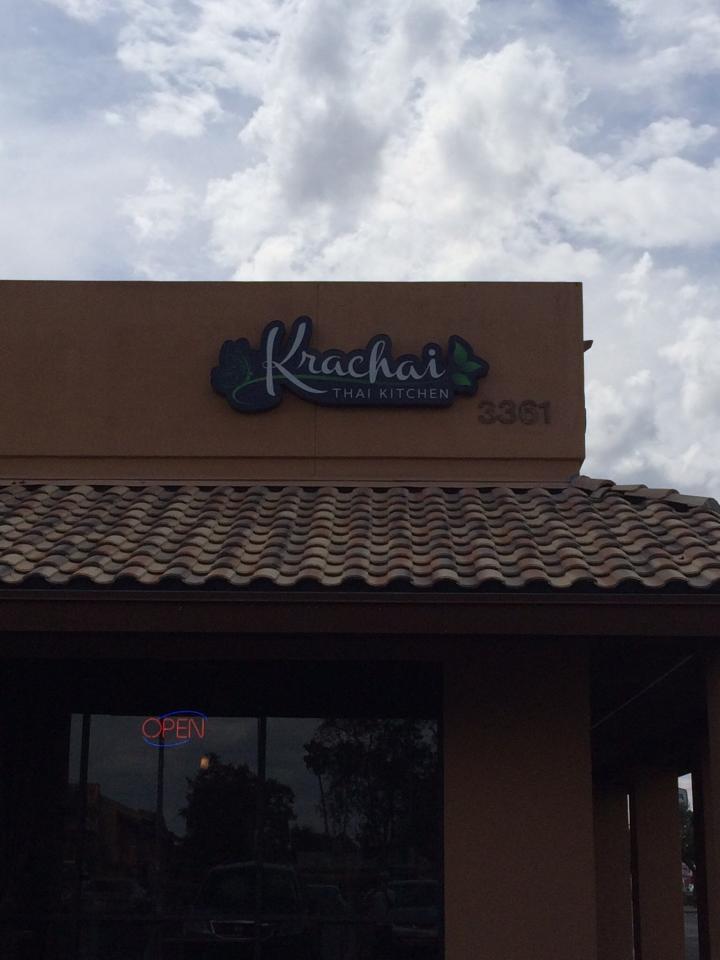 Krachai
THAI KITCHEN
3361
OPEN